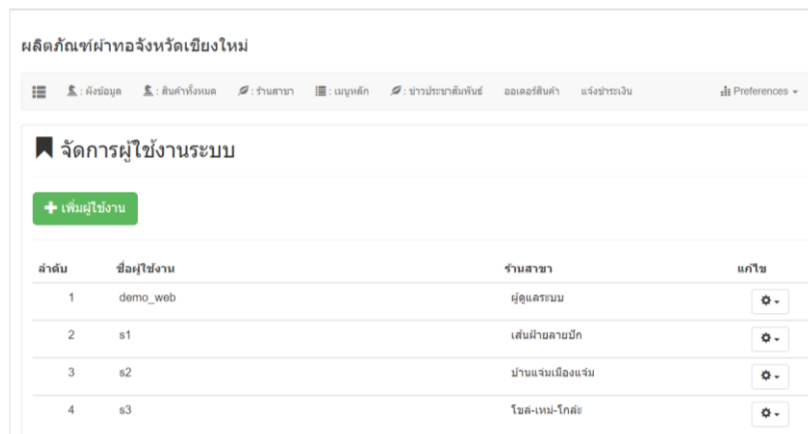 ผลิตภัณฑ์ผ้าทอจังหวัดเชียงใหม่
: ผังข้อมูล : สินค้าทั้งหมด : ร้านสาขา : เมนูหลัก : ข่าวประชาสัมพันธ์ ออเดอร์สินค้า แจ้งชำระเงิน Preferences
จัดการผู้ใช้งานระบบ
เพิ่มผู้ใช้งาน
ลำดับ ชื่อผู้ใช้งาน ร้านสาขา แก้ไข
1 demo_web ผู้ดูแลระบบ
2 s1 เส้นฝ้ายลายปัก
3 s2 บ้านแจ่มเมืองแจ่ม
4 s3 โขล่-เหม่-โกล๊ะ